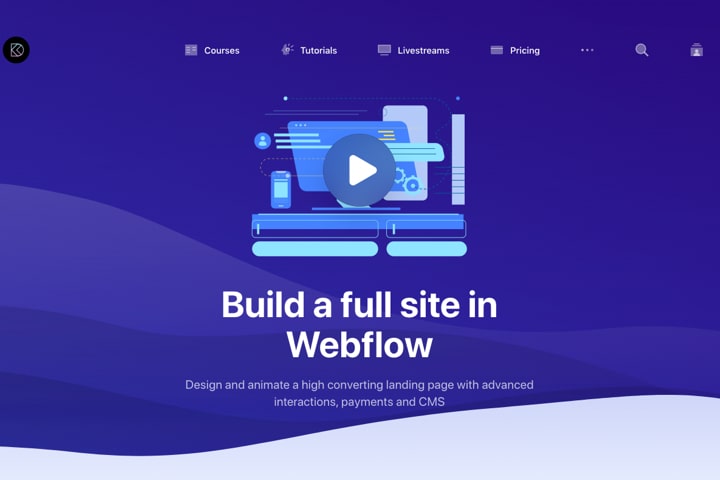 Courses
Tutorials
Livestreams
Pricing
Build a full site in
Webflow
Design and animate a high converting landing page with advanced
interactions, payments and CMS